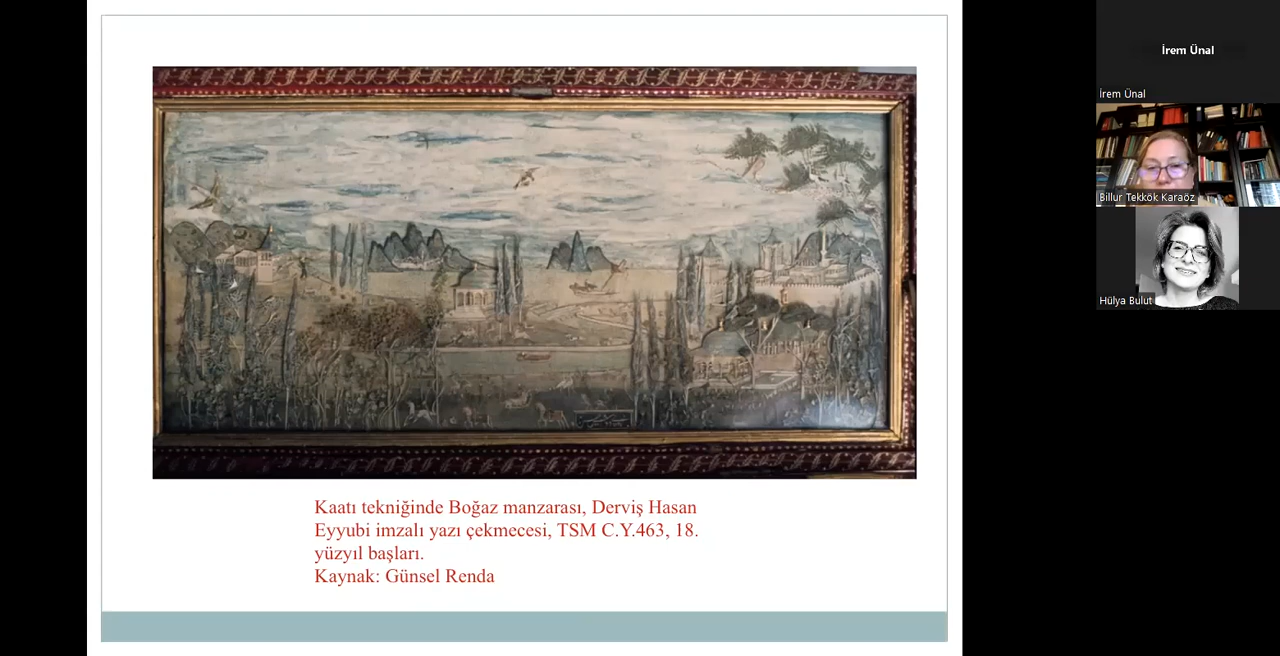 Kaatı tekniğinde Boğaz manzarası, Derviş Hasan
Eyyubi imzalı yazı çekmecesi, TSM C.Y.463, 18.
yüzyıl başları.
Kaynak: Günsel Renda
İrem Ünal
İrem Ünal
Billur Tekkök Karaöz
Hülya Bulut